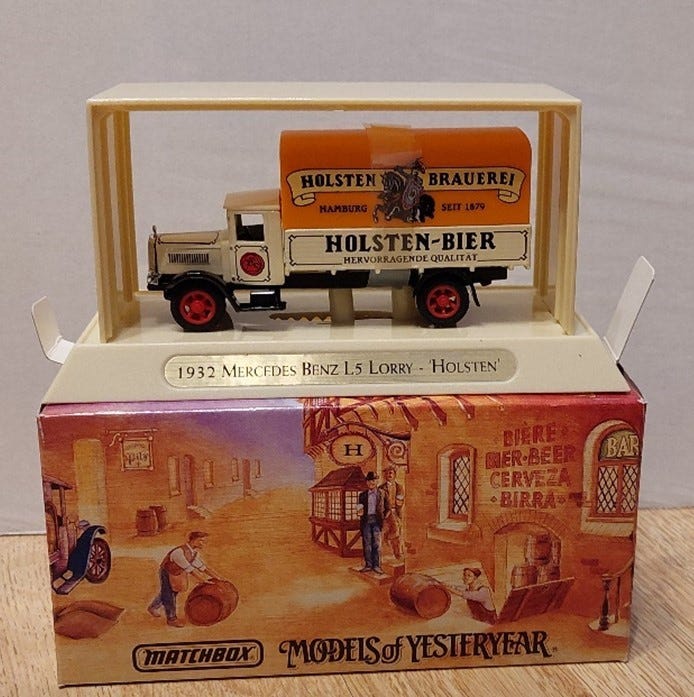 HOLSTEN BRAUEREI
HAMBURG SEIT 1879
HOLSTEN-BIER
HERVORRAGENDE QUALITÄT
1932 MERCEDES BENZ L5 LORRY - 'HOLSTEN'
H
BIÈRE
BIER·BEER
CERVEZA
·BIRRA·
BAR
MATCHBOX
MODELS of YESTERYEAR